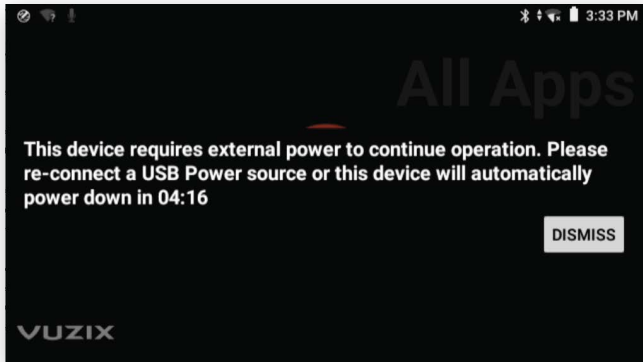 3:33 PM
All Apps
This device requires external power to continue operation. Please
re-connect a USB Power source or this device will automatically
power down in 04:16
DISMISS
VUZIX